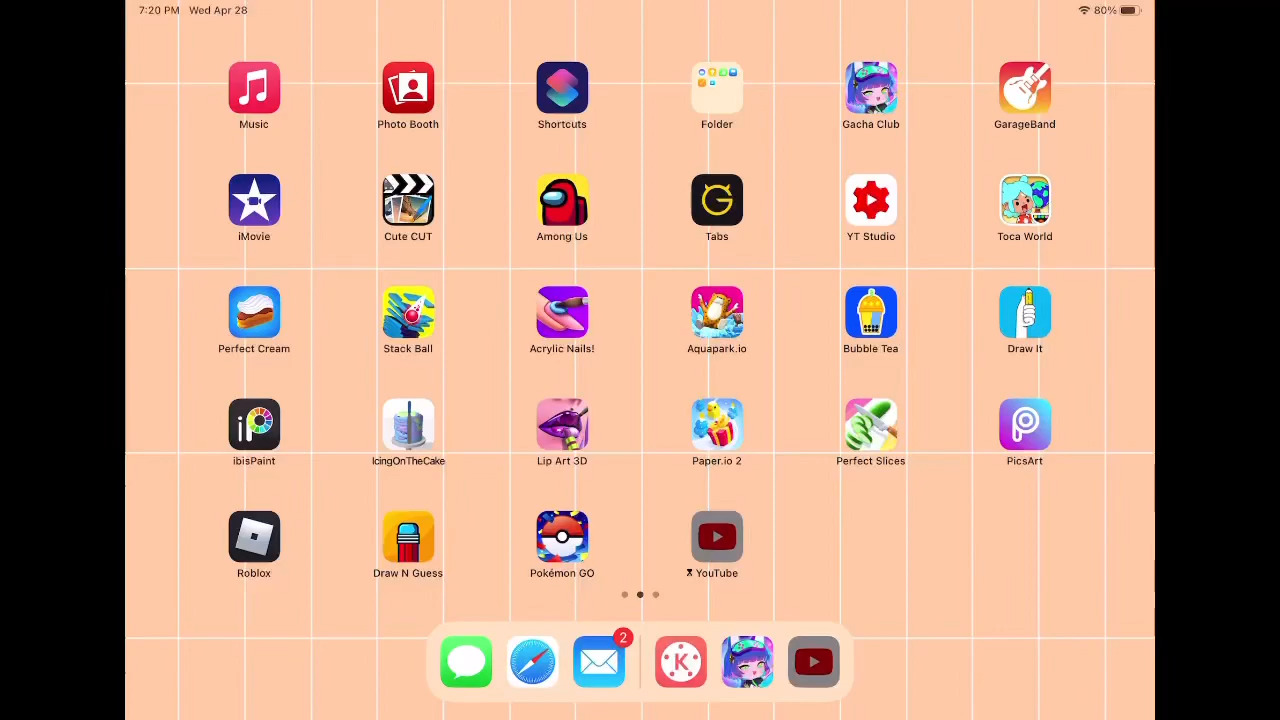 7:20 PM Wed Apr 28 80%
Music Photo Booth Shortcuts Folder Gacha Club GarageBand
iMovie Cute CUT Among Us Tabs YT Studio Toca World
Perfect Cream Stack Ball Acrylic Nails! Aquapark.io Bubble Tea Draw It
iP
ibisPaint IcingOnTheCake Lip Art 3D Paper.io 2 Perfect Slices PicsArt
Roblox Draw N Guess Pokémon GO YouTube
2
K